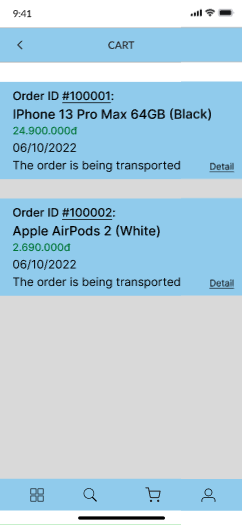 9:41
CART
Order ID #100001:
IPhone 13 Pro Max 64GB (Black)
24.900.000đ
06/10/2022
The order is being transported
Detail
Order ID #100002:
Apple AirPods 2 (White)
2.690.000đ
06/10/2022
The order is being transported
Detail